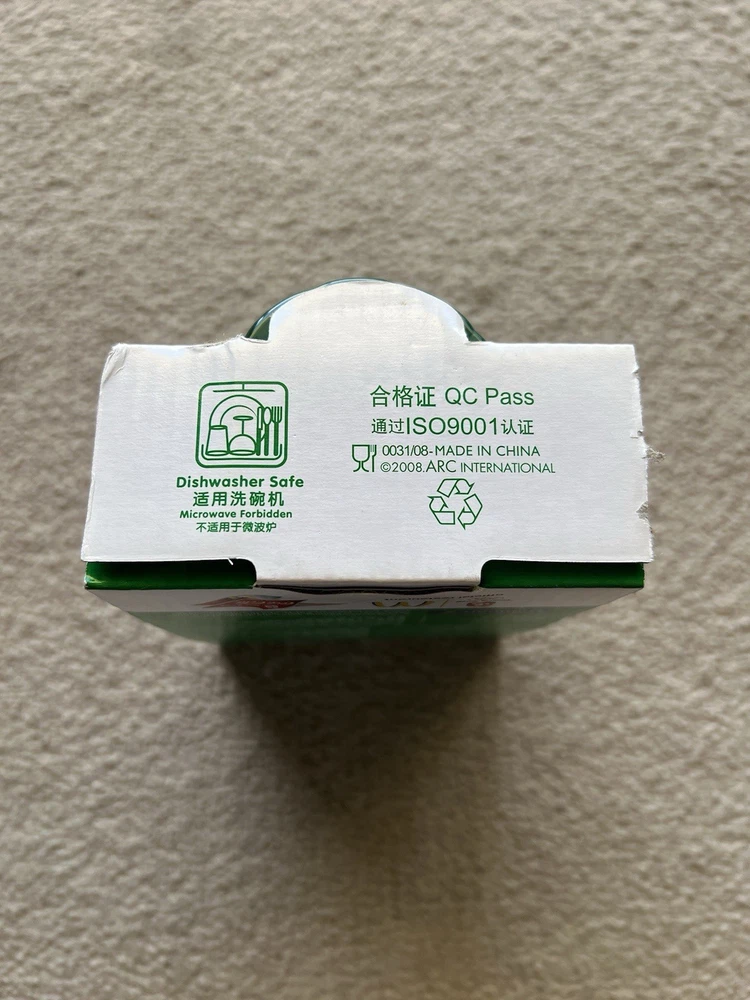 Dishwasher Safe
适用洗碗机
Microwave Forbidden
不适用于微波炉
合格证 QC Pass
通过ISO9001认证
0031/08-MADE IN CHINA
©2008.ARC INTERNATIONAL